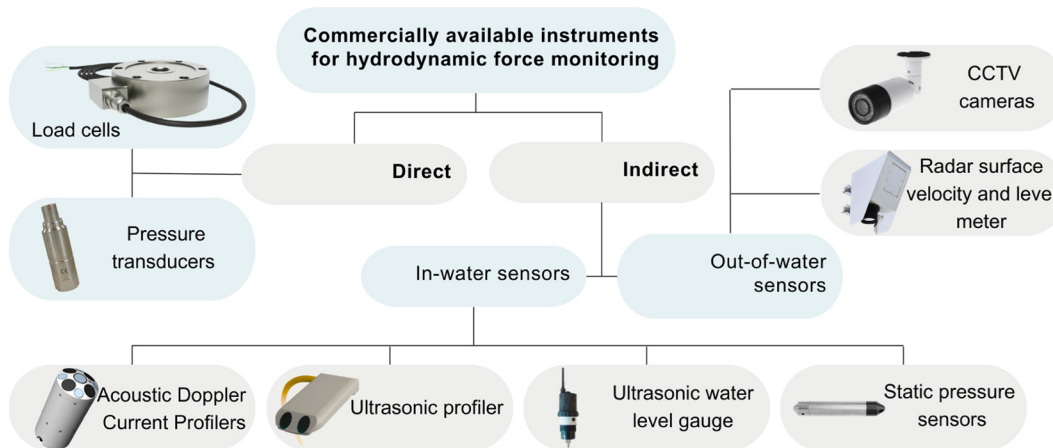 Commercially available instruments
for hydrodynamic force monitoring
Load cells
CCTV
cameras
Direct
Indirect
Radar surface
velocity and level
meter
Pressure
transducers
In-water sensors
Out-of-water
sensors
Acoustic Doppler
Current Profilers
Ultrasonic profiler
Ultrasonic water
level gauge
Static pressure
sensors